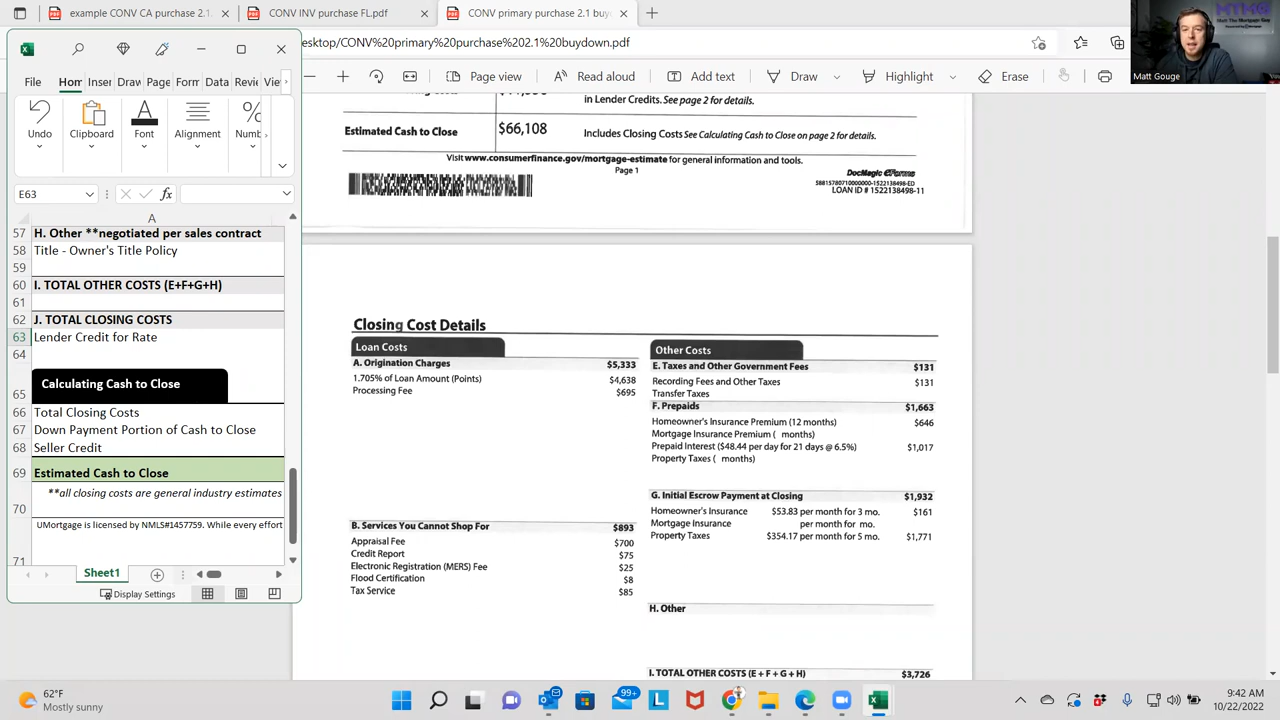 example CONV CA purchase 2.1.
CONV INV purchase FL.pdf
CONV primary purchase 2.1 buy
esktop/CONV%20primary%20purchase%202.1%20buydown.pdf
Page view
Read aloud
Add text
Draw
Highlight
Erase
Matt Gouge
File
Hor
Inser
Draw
Page
Form
Data
Revie
Vie
Undo
Clipboard
Font
Alignment
Numb
E63
fx
A
57 H. Other **negotiated per sales contract
58 Title - Owner's Title Policy
59
60 I. TOTAL OTHER COSTS (E+F+G+H)
61
62 J. TOTAL CLOSING COSTS
63 Lender Credit for Rate
64
65 Calculating Cash to Close
66 Total Closing Costs
67 Down Payment Portion of Cash to Close
68 Seller Credit
69 Estimated Cash to Close
70 **all closing costs are general industry estimates
UMortgage is licensed by NMLS#1457759. While every effort
71
Sheet1
Display Settings
in Lender Credits. See page 2 for details.
Estimated Cash to Close $66,108 Includes Closing Costs See Calculating Cash to Close on page 2 for details.
Visit www.consumerfinance.gov/mortgage-estimate for general information and tools.
Page 1
DocMagic eForms
LOAN ID # 1522138498-11
Closing Cost Details
Loan Costs
A. Origination Charges $5,333
1.705% of Loan Amount (Points) $4,638
Processing Fee $695
B. Services You Cannot Shop For $893
Appraisal Fee $700
Credit Report $75
Electronic Registration (MERS) Fee $25
Flood Certification $8
Tax Service $85
Other Costs
E. Taxes and Other Government Fees $131
Recording Fees and Other Taxes $131
Transfer Taxes
F. Prepaids $1,663
Homeowner's Insurance Premium (12 months) $646
Mortgage Insurance Premium ( months)
Prepaid Interest ($48.44 per day for 21 days @ 6.5%) $1,017
Property Taxes ( months)
G. Initial Escrow Payment at Closing $1,932
Homeowner's Insurance $53.83 per month for 3 mo. $161
Mortgage Insurance per month for mo.
Property Taxes $354.17 per month for 5 mo. $1,771
H. Other
I. TOTAL OTHER COSTS (E + F + G + H) $3,726
62°F
Mostly sunny
99+
9:42 AM
10/22/2022